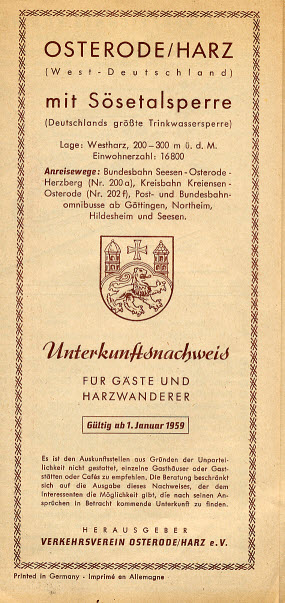 OSTERODE/HARZ
(West-Deutschland)
mit Sösetalsperre
(Deutschlands größte Trinkwassersperre)
Lage: Westharz, 200–300 m ü. d. M.
Einwohnerzahl: 16800
Anreisewege: Bundesbahn Seesen-Osterode-
Herzberg (Nr. 200a), Kreisbahn Kreiensen-
Osterode (Nr. 202f), Post- und Bundesbahn-
omnibusse ab Göttingen, Northeim,
Hildesheim und Seesen.
Unterkunftsnachweis
FÜR GÄSTE UND
HARZWANDERER
Gültig ab 1. Januar 1959
Es ist den Auskunftstellen aus Gründen der Unpartei-
lichkeit nicht gestattet, einzelne Gasthäuser oder Gast-
stätten oder Cafés zu empfehlen. Die Beratung beschränkt
sich auf die Ausgabe dieses Nachweises, der dem
Interessenten die Möglichkeit gibt, die nach seinen An-
sprüchen in Betracht kommende Unterkunft zu finden.
HERAUSGEBER
VERKEHRSVEREIN OSTERODE/HARZ e.V.
Printed in Germany - Imprimé en Allemagne